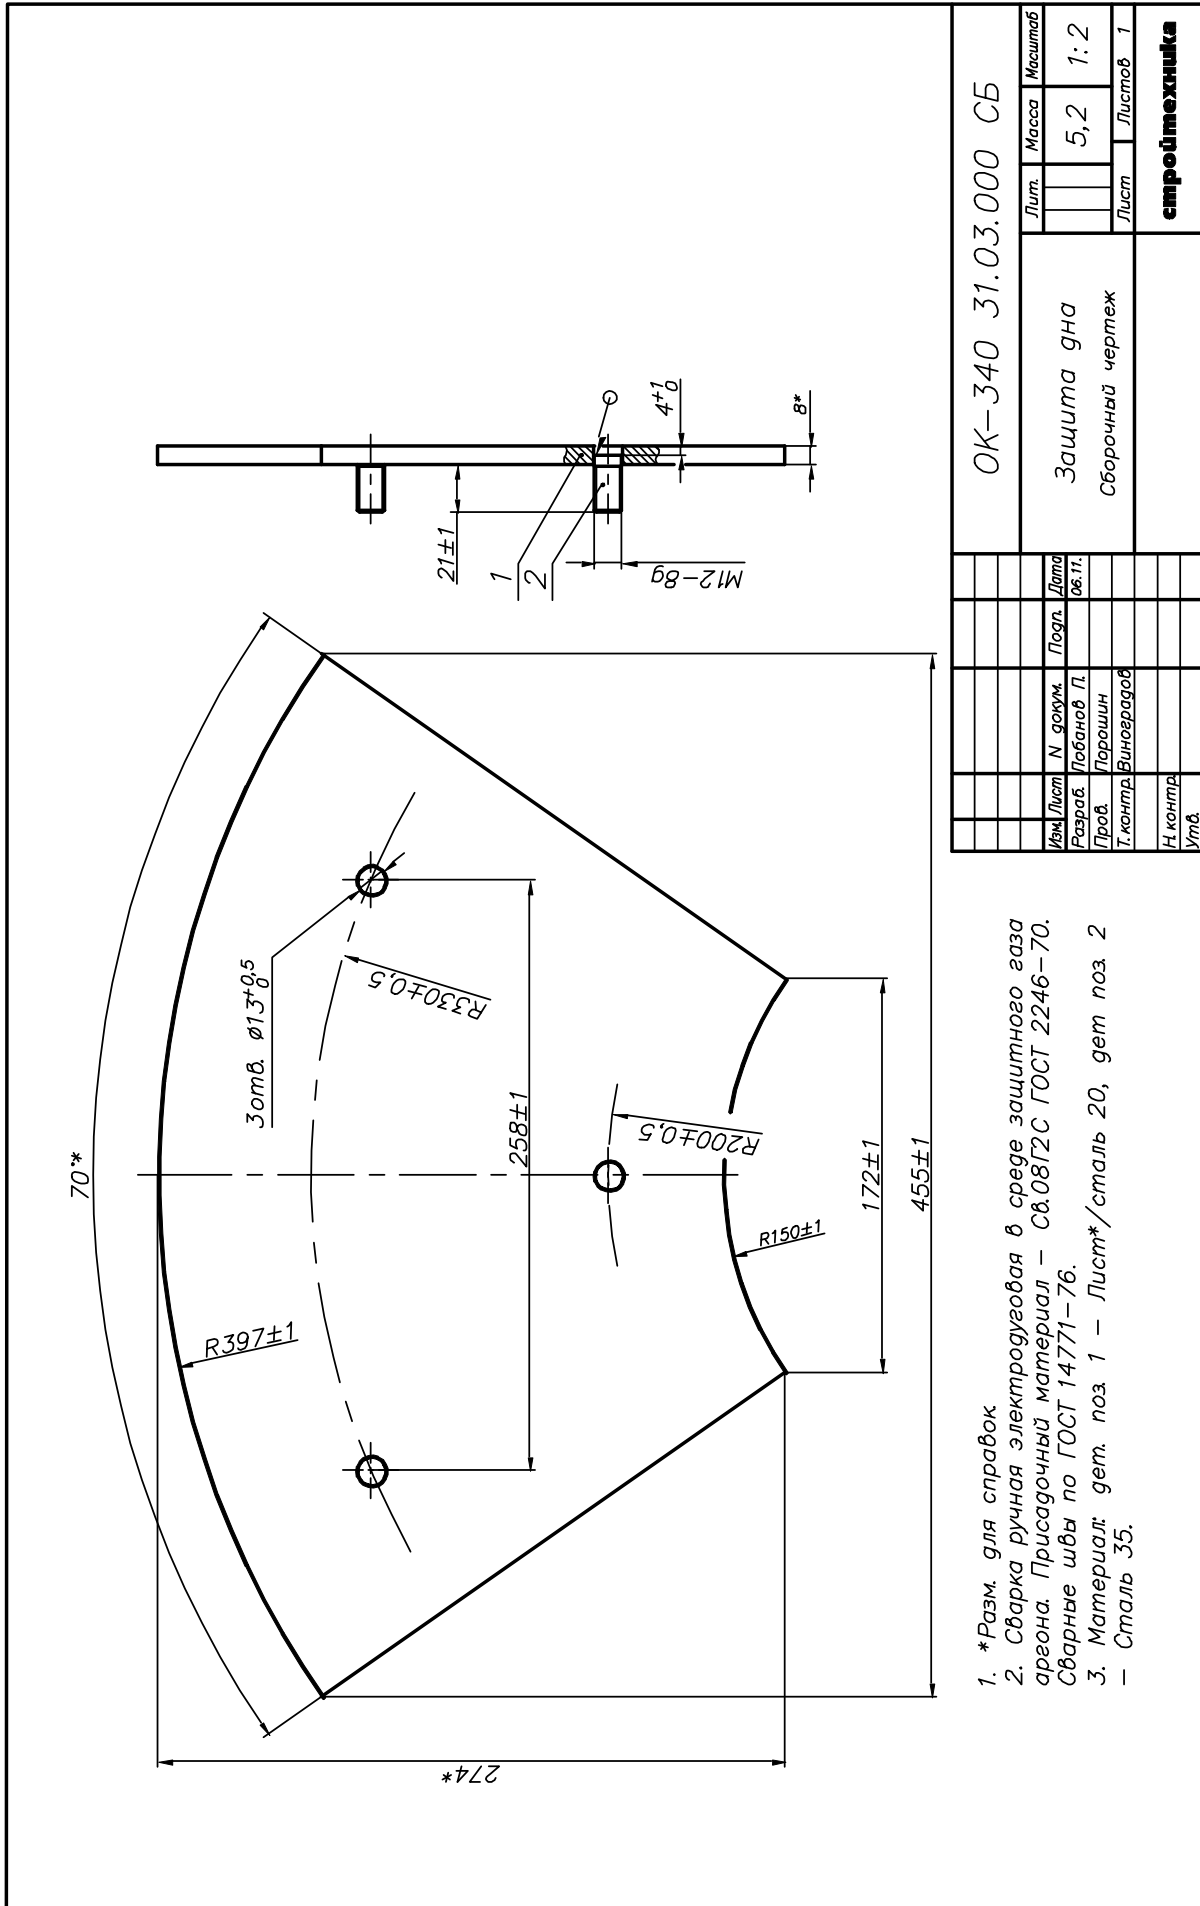 70°*
3отв. ⌀13+0,5 0
R330±0,5
R397±1
258±1
R200±0,5
R150±1
172±1
455±1
274*
21±1
1
2
M12-8g
4+1 0
8*
1. *Разм. для справок.
2. Сварка ручная электродуговая в среде защитного газа
аргона. Присадочный материал - Св.08Г2С ГОСТ 2246-70.
Сварные швы по ГОСТ 14771-76.
3. Материал: дет. поз. 1 - Лист*/сталь 20, дет поз. 2
- Сталь 35.
ОК-340 31.03.000 СБ
Изм. Лист N докум. Подп. Дата
Разраб. Лобанов П. 06.11.
Пров. Порошин
Т. контр. Виноградов
Н. контр.
Утв.
Защита дна
Сборочный чертеж
Лит. Масса Масштаб
5,2 1:2
Лист Листов 1
стройтехника